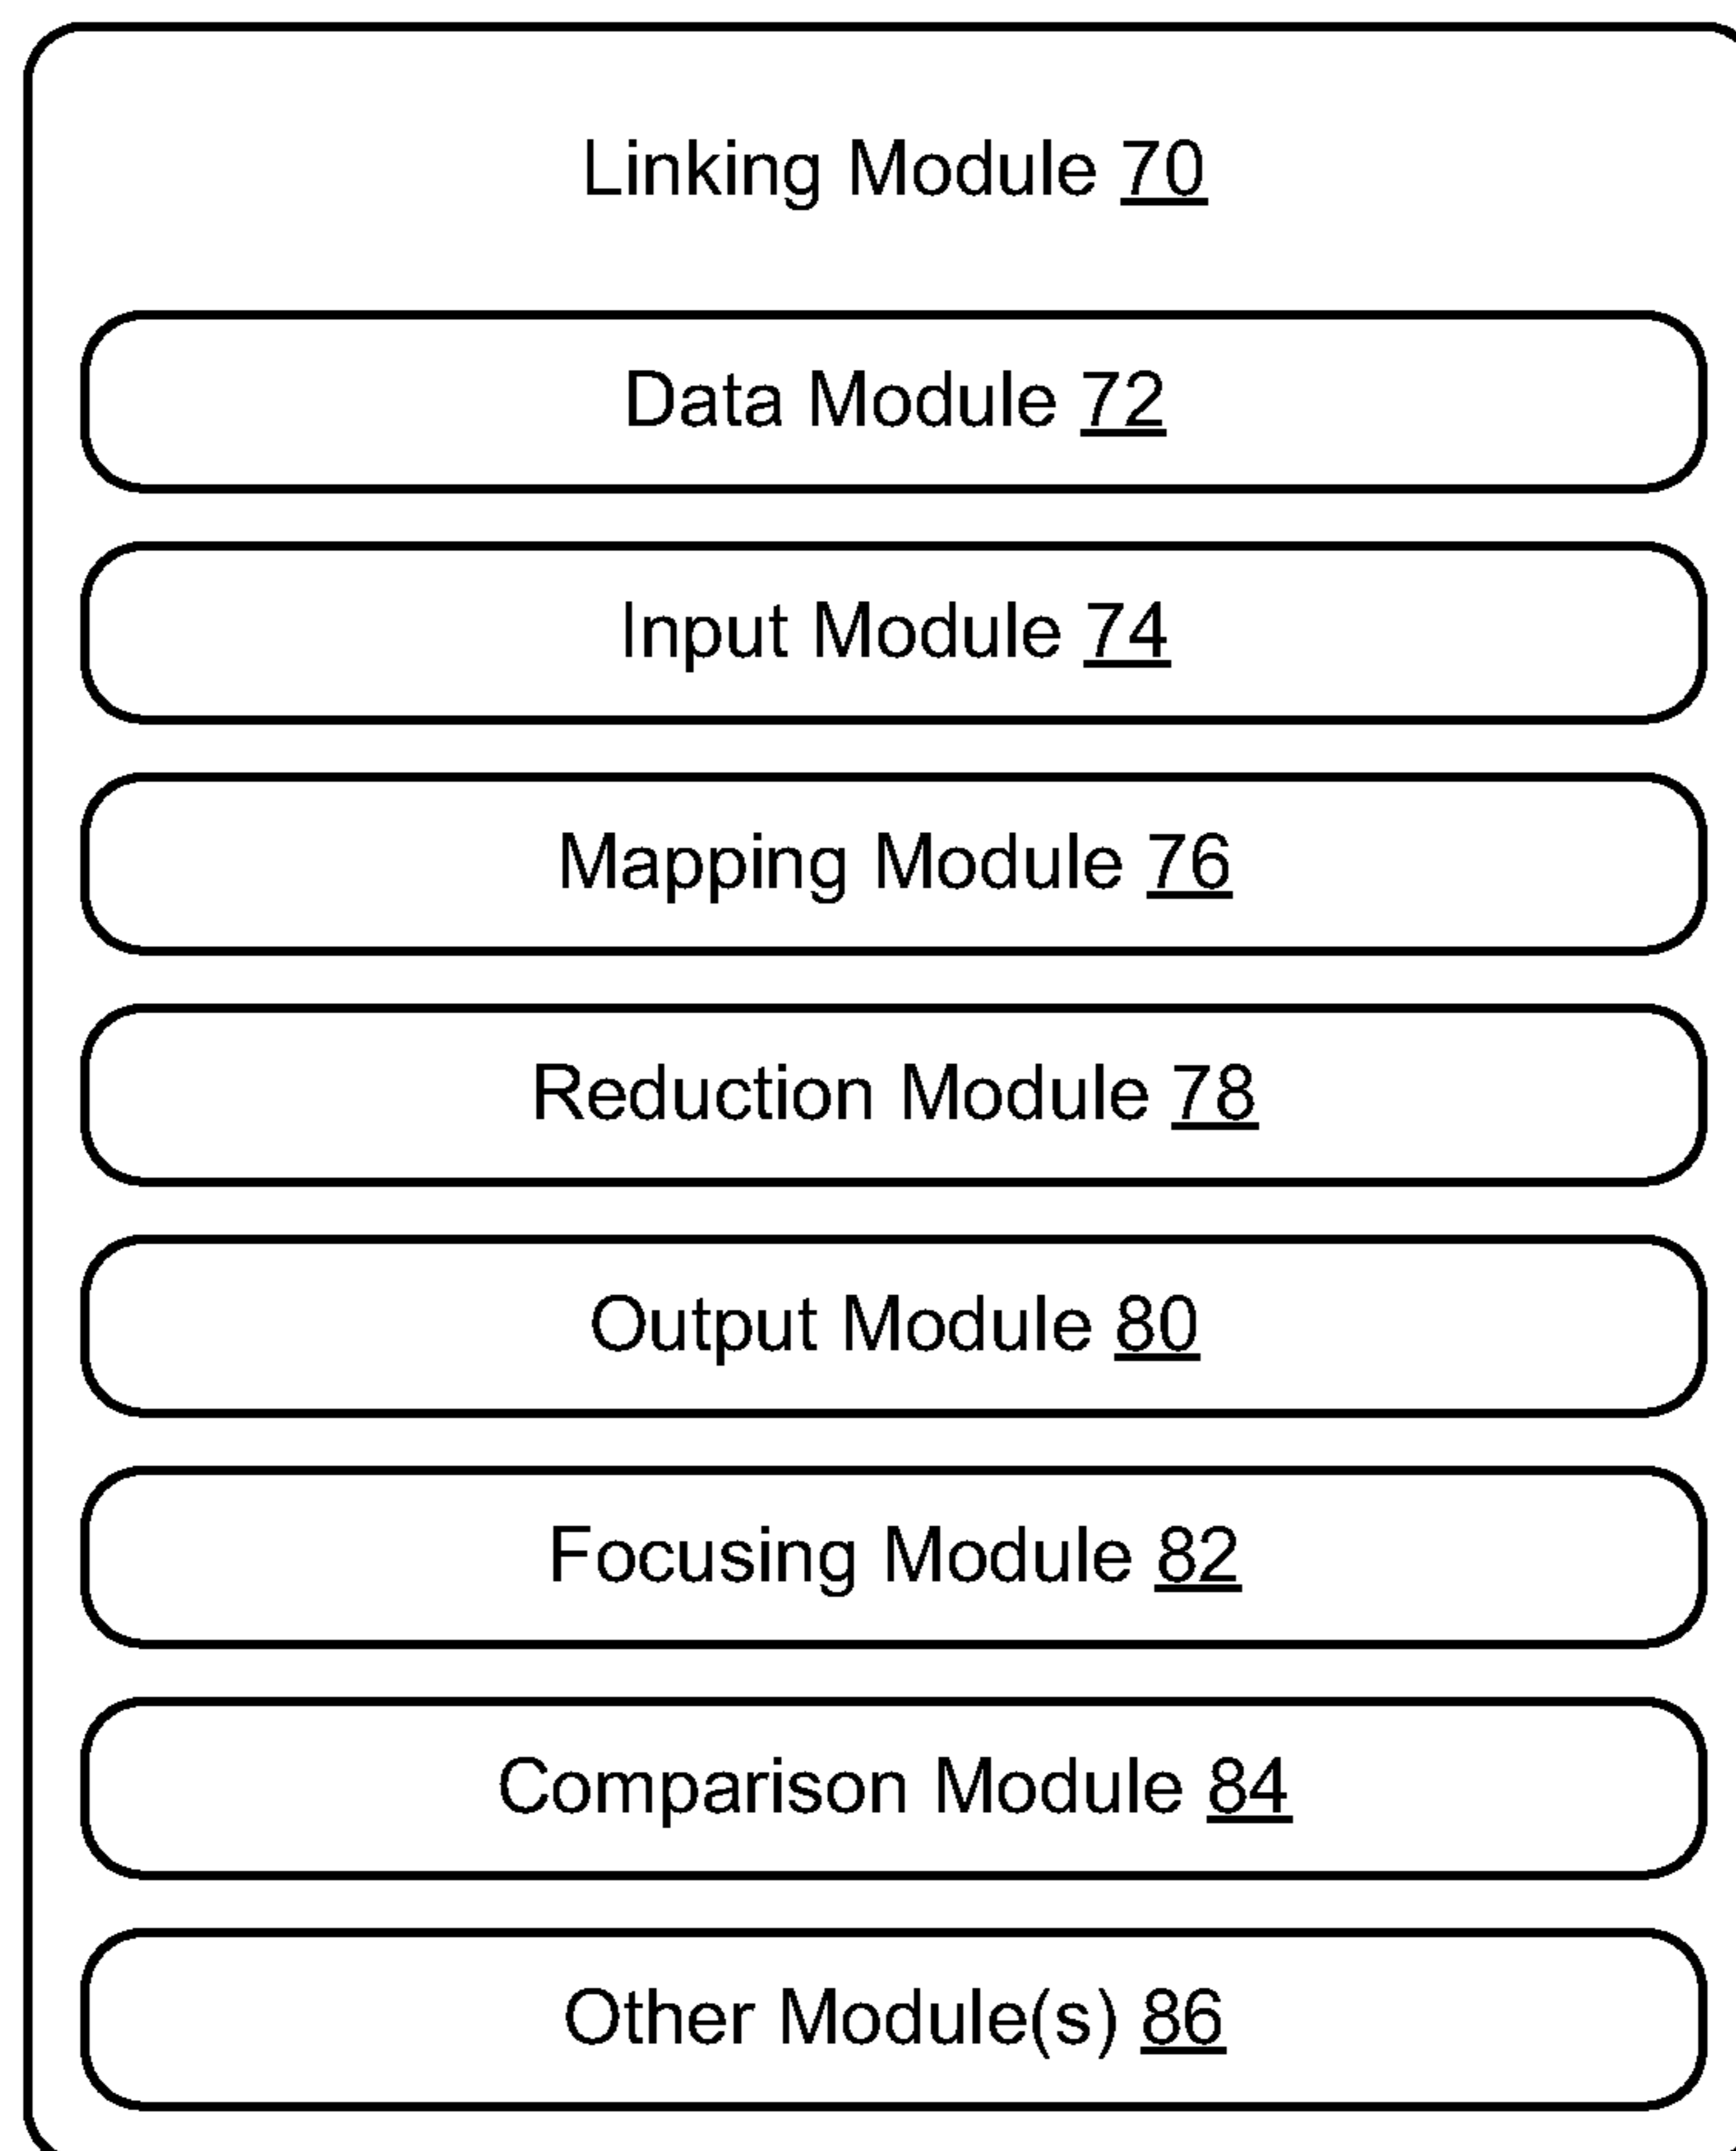 Linking Module 70
Data Module 72
Input Module 74
Mapping Module 76
Reduction Module 78
Output Module 80
Focusing Module 82
Comparison Module 84
Other Module(s) 86